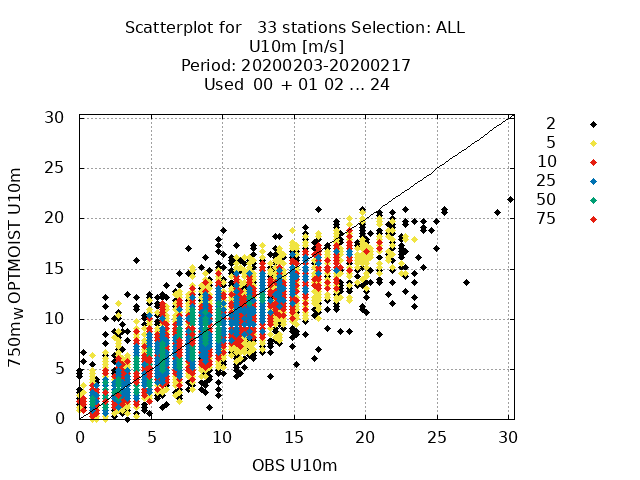 Scatterplot for 33 stations Selection: ALL
U10m [m/s]
Period: 20200203-20200217
Used 00 + 01 02 ... 24
30
25
20
15
10
5
0
750mw OPTMOIST U10m
0 5 10 15 20 25 30
OBS U10m
2
5
10
25
50
75